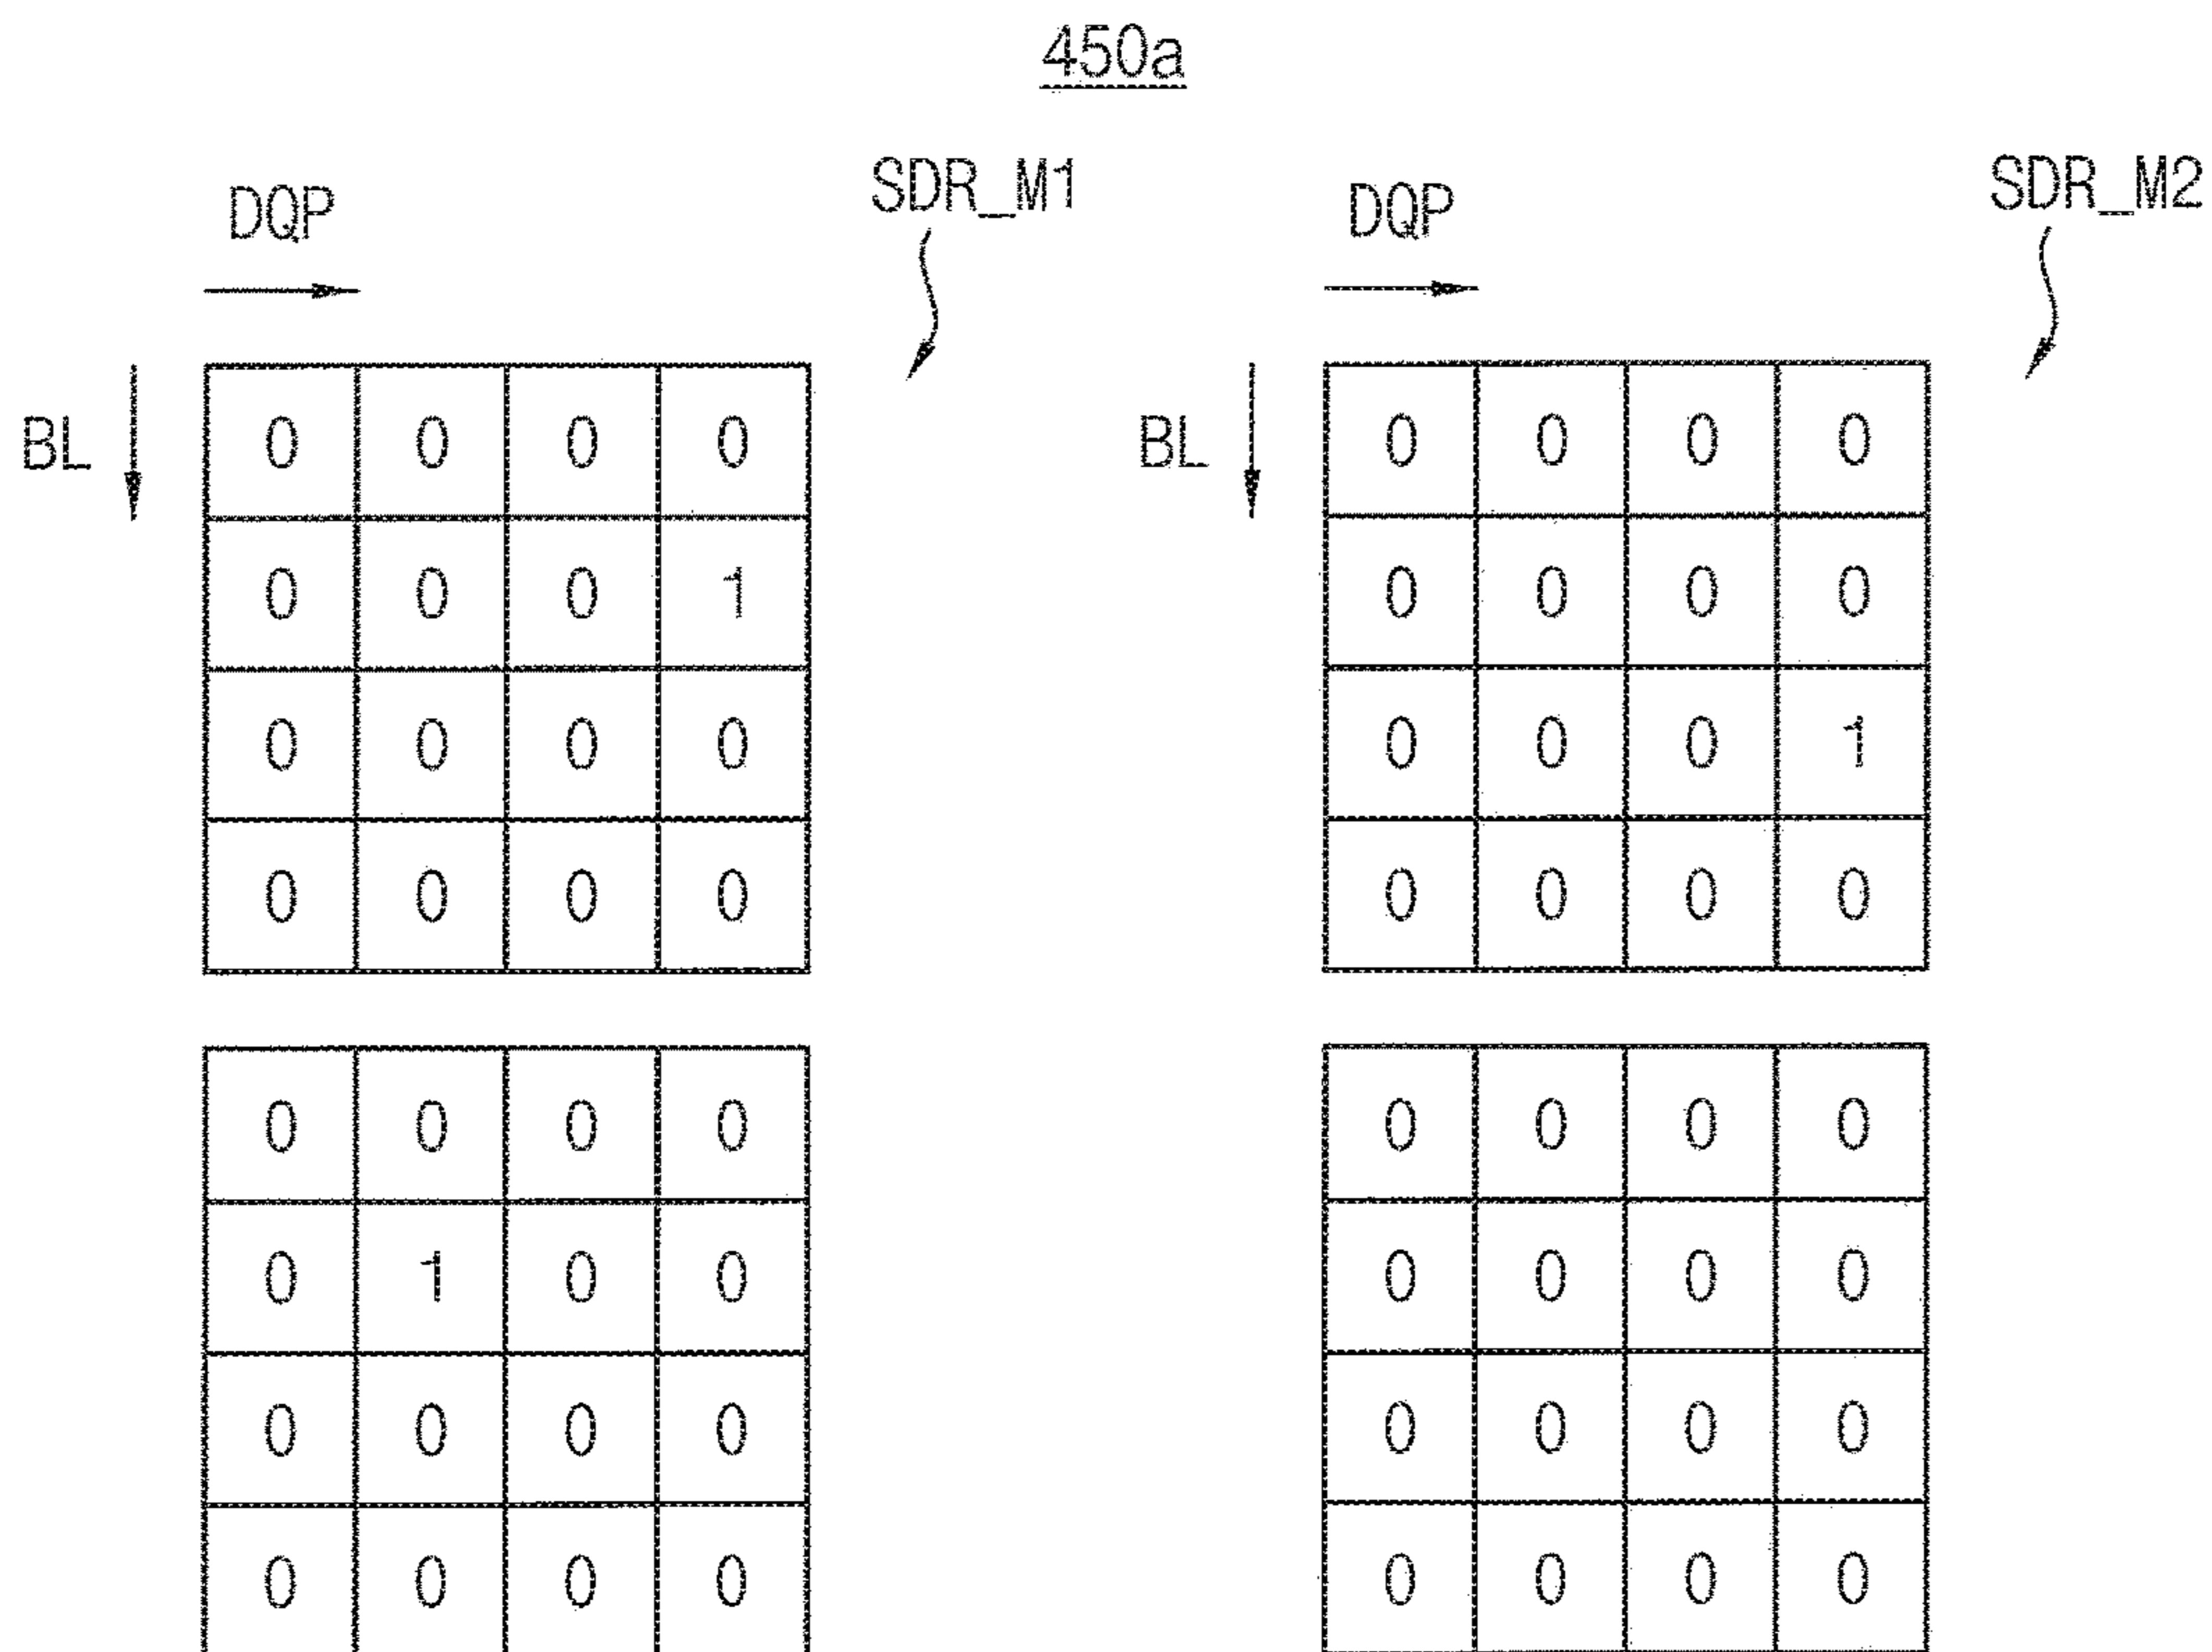 450a
DQP SDR_M1 DQP SDR_M2
BL 0 0 0 0 BL 0 0 0 0
0 0 0 1 0 0 0 0
0 0 0 0 0 0 0 1
0 0 0 0 0 0 0 0
0 0 0 0 0 0 0 0
0 1 0 0 0 0 0 0
0 0 0 0 0 0 0 0
0 0 0 0 0 0 0 0